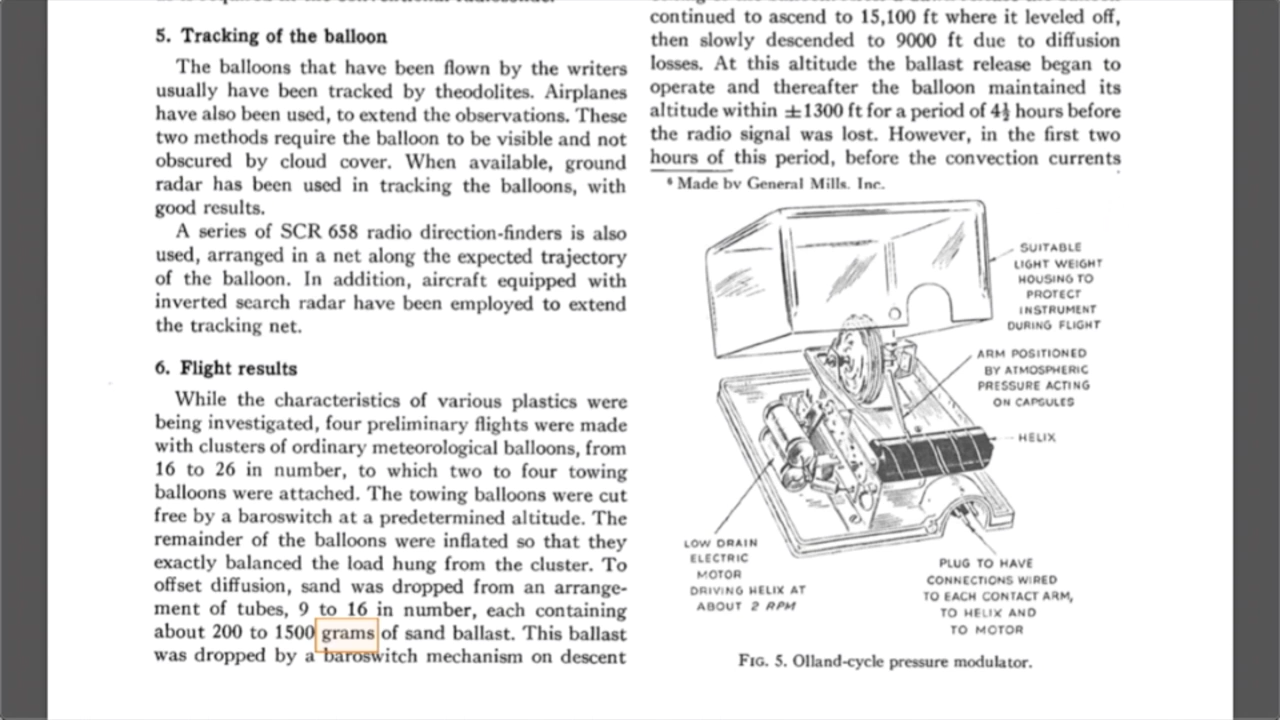 5. Tracking of the balloon
The balloons that have been flown by the writers
usually have been tracked by theodolites. Airplanes
have also been used, to extend the observations. These
two methods require the balloon to be visible and not
obscured by cloud cover. When available, ground
radar has been used in tracking the balloons, with
good results.
A series of SCR 658 radio direction-finders is also
used, arranged in a net along the expected trajectory
of the balloon. In addition, aircraft equipped with
inverted search radar have been employed to extend
the tracking net.
6. Flight results
While the characteristics of various plastics were
being investigated, four preliminary flights were made
with clusters of ordinary meteorological balloons, from
16 to 26 in number, to which two to four towing
balloons were attached. The towing balloons were cut
free by a baroswitch at a predetermined altitude. The
remainder of the balloons were inflated so that they
exactly balanced the load hung from the cluster. To
offset diffusion, sand was dropped from an arrange-
ment of tubes, 9 to 16 in number, each containing
about 200 to 1500 grams of sand ballast. This ballast
was dropped by a baroswitch mechanism on descent
continued to ascend to 15,100 ft where it leveled off,
then slowly descended to 9000 ft due to diffusion
losses. At this altitude the ballast release began to
operate and thereafter the balloon maintained its
altitude within ±1300 ft for a period of 4½ hours before
the radio signal was lost. However, in the first two
hours of this period, before the convection currents
⁶ Made by General Mills, Inc.
SUITABLE
LIGHT WEIGHT
HOUSING TO
PROTECT
INSTRUMENT
DURING FLIGHT
ARM POSITIONED
BY ATMOSPHERIC
PRESSURE ACTING
ON CAPSULES
HELIX
LOW DRAIN
ELECTRIC
MOTOR
DRIVING HELIX AT
ABOUT 2 RPM
PLUG TO HAVE
CONNECTIONS WIRED
TO EACH CONTACT ARM,
TO HELIX AND
TO MOTOR
FIG. 5. Olland-cycle pressure modulator.